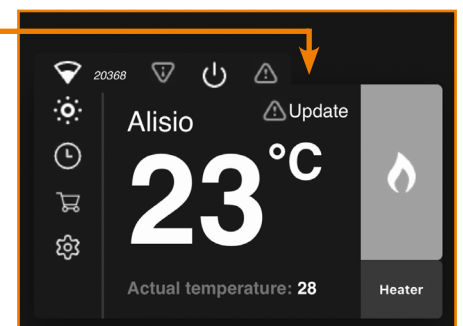 20368
Alisio
Update
23°C
Actual temperature: 28
Heater